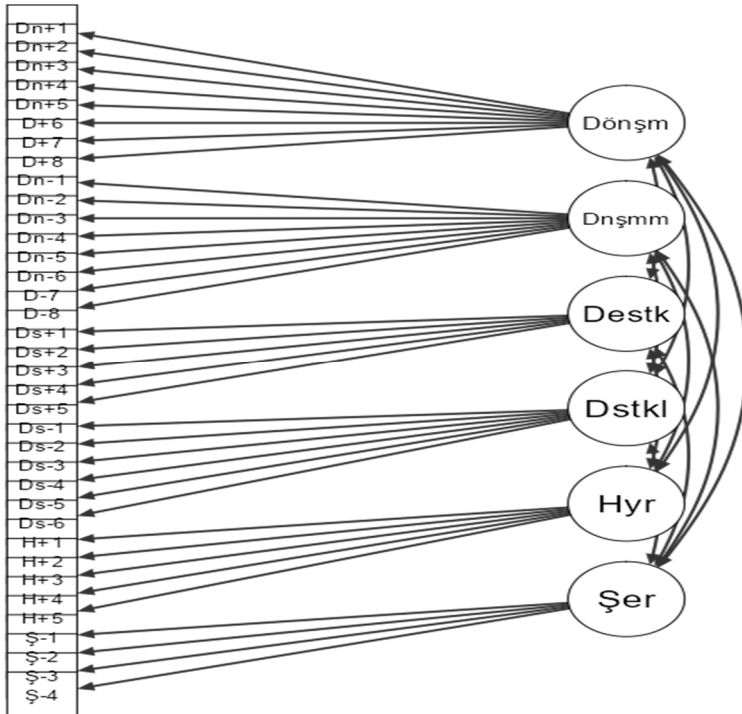 Dn+1
Dn+2
Dn+3
Dn+4
Dn+5
D+6
D+7
D+8
Dn-1
Dn-2
Dn-3
Dn-4
Dn-5
Dn-6
D-7
D-8
Ds+1
Ds+2
Ds+3
Ds+4
Ds+5
Ds-1
Ds-2
Ds-3
Ds-4
Ds-5
Ds-6
H+1
H+2
H+3
H+4
H+5
Ş-1
Ş-2
Ş-3
Ş-4
Dönşm
Dnşmm
Destk
Dstkl
Hyr
Şer